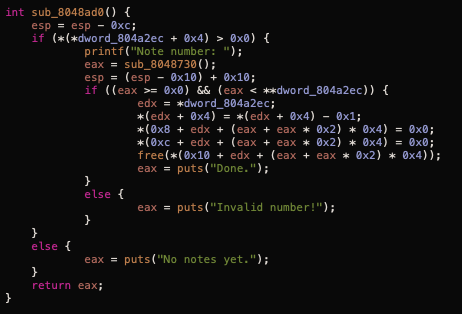 int sub_8048ad0() {
esp = esp - 0xc;
if (*(*dword_804a2ec + 0x4) > 0x0) {
printf("Note number: ");
eax = sub_8048730();
esp = (esp - 0x10) + 0x10;
if ((eax >= 0x0) && (eax < **dword_804a2ec)) {
edx = *dword_804a2ec;
*(edx + 0x4) = *(edx + 0x4) - 0x1;
*(0x8 + edx + (eax + eax * 0x2) * 0x4) = 0x0;
*(0xc + edx + (eax + eax * 0x2) * 0x4) = 0x0;
free(*(0x10 + edx + (eax + eax * 0x2) * 0x4));
eax = puts("Done.");
}
else {
eax = puts("Invalid number!");
}
}
else {
eax = puts("No notes yet.");
}
return eax;
}